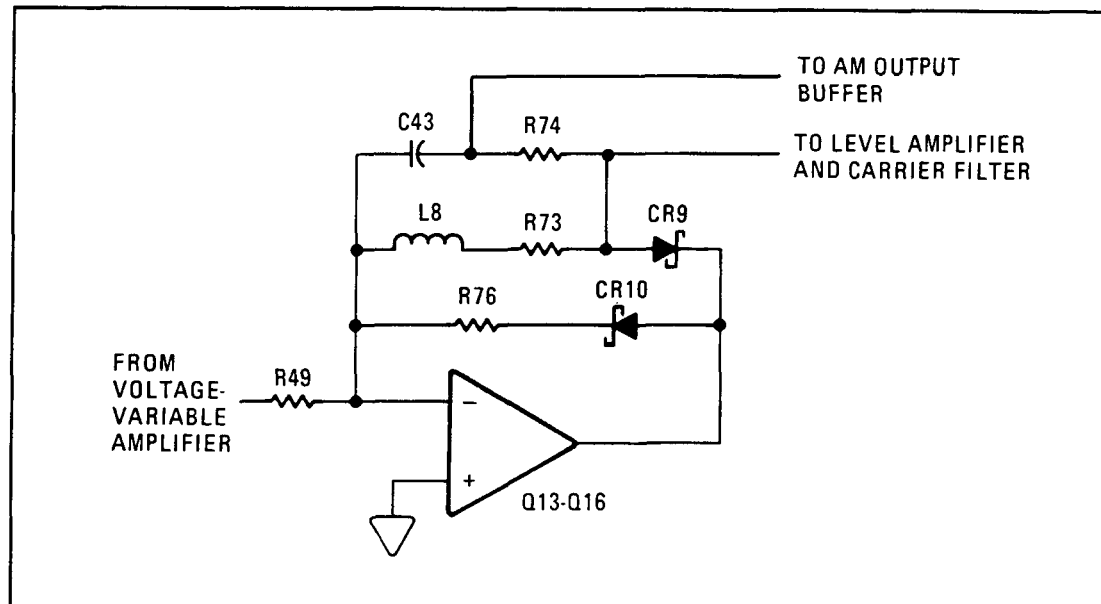 TO AM OUTPUT
BUFFER
C43
R74
TO LEVEL AMPLIFIER
AND CARRIER FILTER
L8
R73
CR9
R76
CR10
FROM
VOLTAGE-
VARIABLE
AMPLIFIER
R49
−
+
Q13-Q16